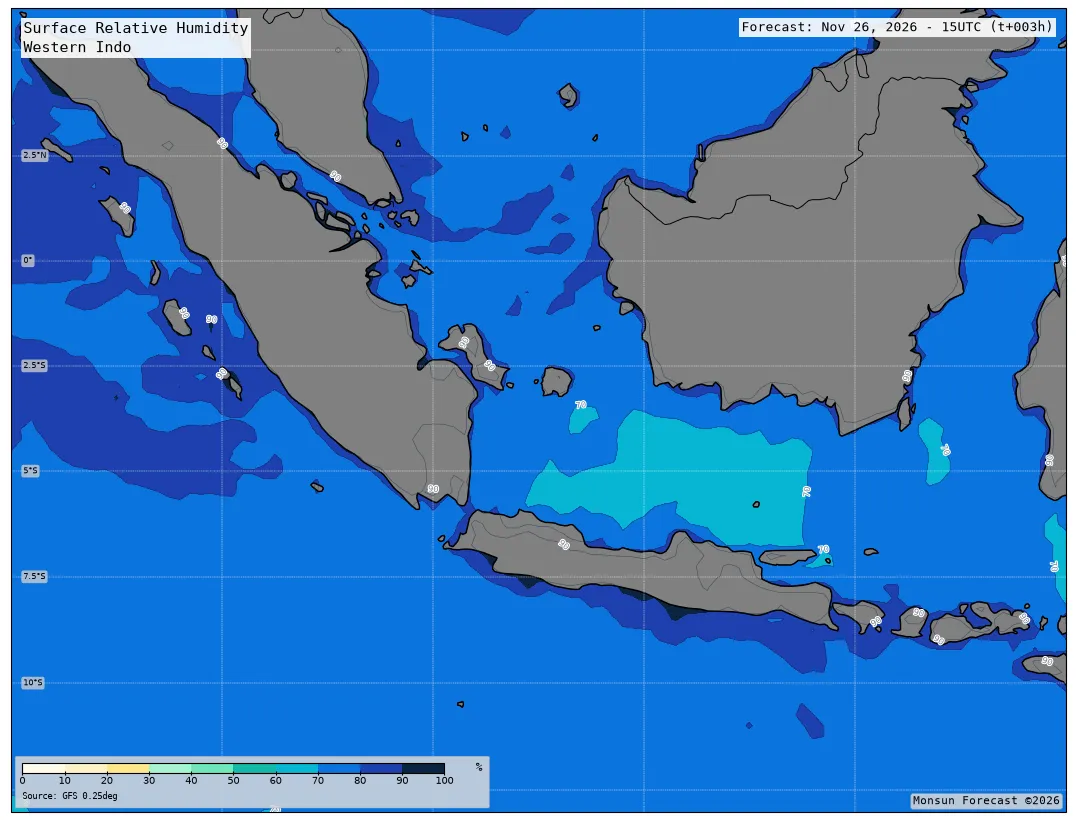 Surface Relative Humidity
Western Indo
Forecast: Nov 26, 2026 - 15UTC (t+003h)
90
90
2.5°N
90
0°
90
90
90
90
2.5°S
90
90
90
70
70
90
5°S
90
70
90
70
70
7.5°S
90
90
90
90
90
10°S
%
0 10 20 30 40 50 60 70 80 90 100
Source: GFS 0.25deg
Monsun Forecast ©2026